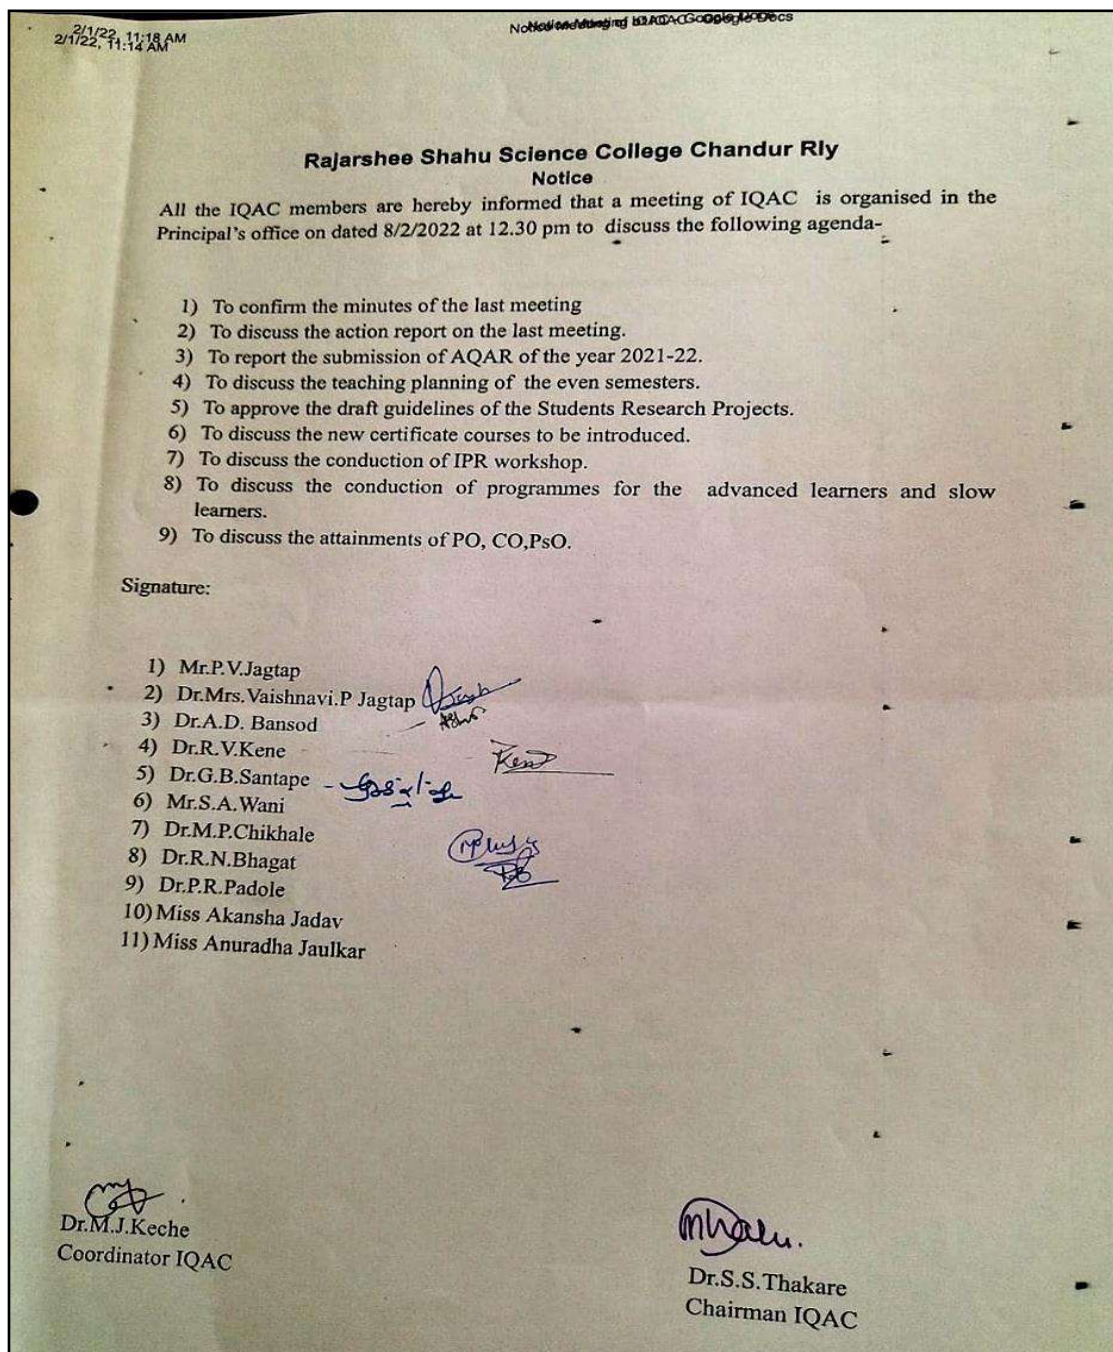 2/1/22, 11:18 AM
2/1/22, 11:14 AM
Rajarshee Shahu Science College Chandur Rly
Notice
All the IQAC members are hereby informed that a meeting of IQAC is organised in the
Principal's office on dated 8/2/2022 at 12.30 pm to discuss the following agenda-
1) To confirm the minutes of the last meeting
2) To discuss the action report on the last meeting.
3) To report the submission of AQAR of the year 2021-22.
4) To discuss the teaching planning of the even semesters.
5) To approve the draft guidelines of the Students Research Projects.
6) To discuss the new certificate courses to be introduced.
7) To discuss the conduction of IPR workshop.
8) To discuss the conduction of programmes for the advanced learners and slow
learners.
9) To discuss the attainments of PO, CO,PsO.
Signature:
1) Mr.P.V.Jagtap
2) Dr.Mrs.Vaishnavi.P Jagtap
3) Dr.A.D. Bansod
4) Dr.R.V.Kene
5) Dr.G.B.Santape
6) Mr.S.A.Wani
7) Dr.M.P.Chikhale
8) Dr.R.N.Bhagat
9) Dr.P.R.Padole
10) Miss Akansha Jadav
11) Miss Anuradha Jaulkar
Dr.M.J.Keche
Coordinator IQAC
Dr.S.S.Thakare
Chairman IQAC